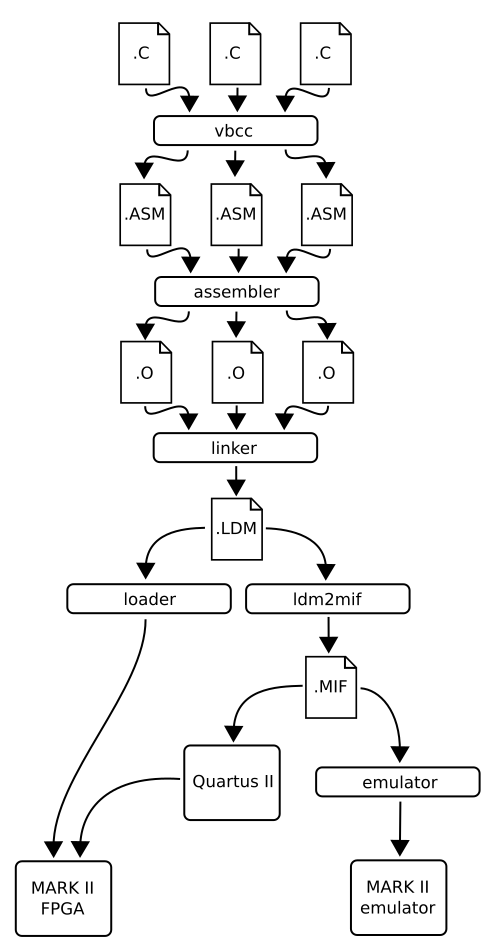 .C
.C
.C
vbcc
.ASM
.ASM
.ASM
assembler
.O
.O
.O
linker
.LDM
loader
ldm2mif
.MIF
Quartus II
emulator
MARK II
FPGA
MARK II
emulator